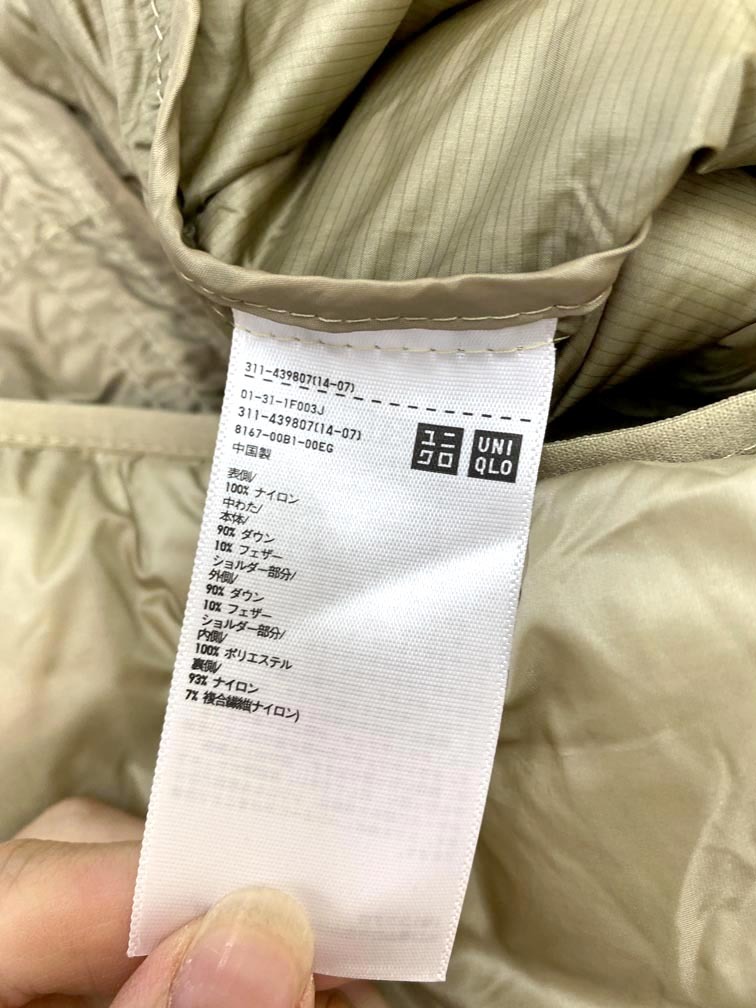 311-439807(14-07)
01-31-1F003J
311-439807(14-07)
8167-00B1-00EG
中国製
ユニ
クロ
UNI
QLO
表側/
100% ナイロン
中わた/
本体/
90% ダウン
10% フェザー
ショルダー部分/
外側/
90% ダウン
10% フェザー
ショルダー部分/
内側/
100% ポリエステル
裏側/
93% ナイロン
7% 複合繊維(ナイロン)